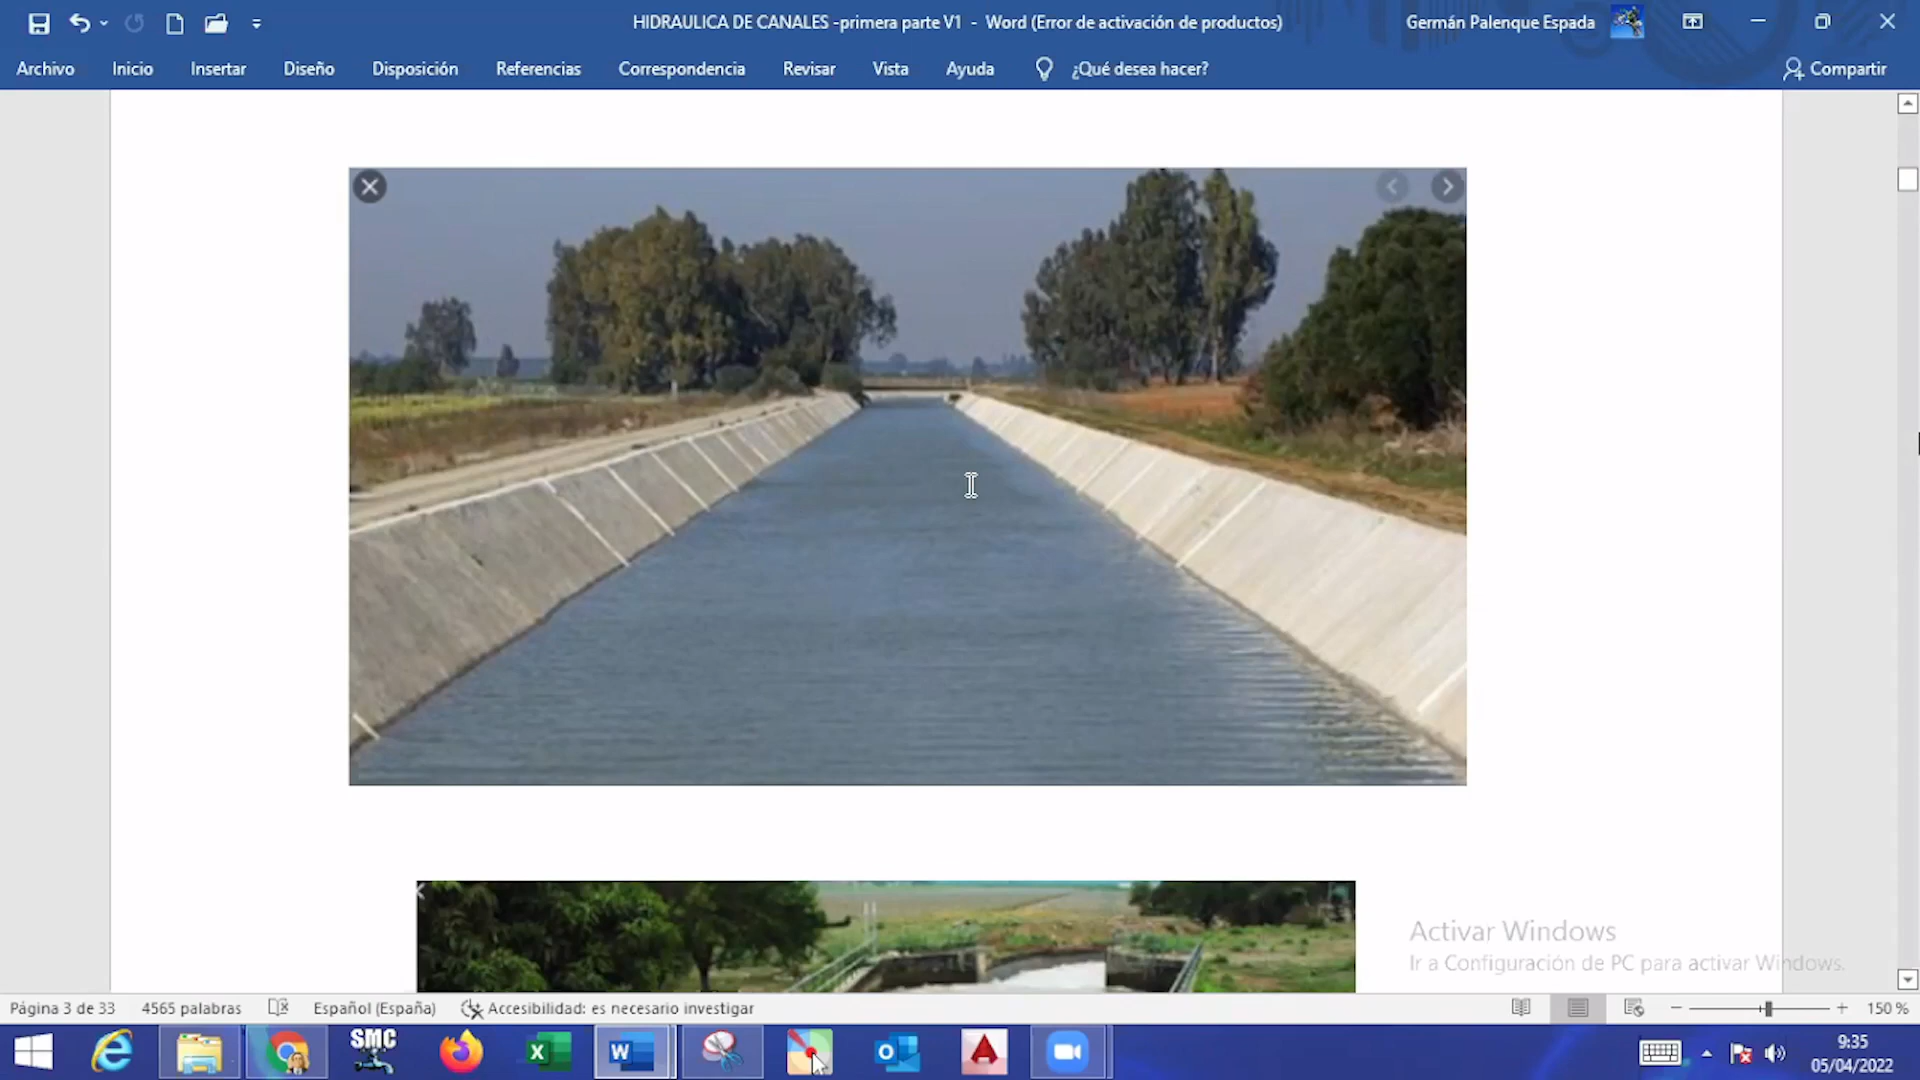 HIDRAULICA DE CANALES -primera parte V1 - Word (Error de activación de productos)
Germán Palenque Espada
Archivo Inicio Insertar Diseño Disposición Referencias Correspondencia Revisar Vista Ayuda ¿Qué desea hacer? Compartir
Activar Windows
Ir a Configuración de PC para activar Windows.
Página 3 de 33 4565 palabras Español (España) Accesibilidad: es necesario investigar 150 %
SMC
9:35
05/04/2022